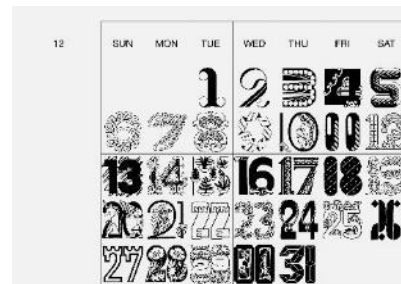 12 SUN MON TUE WED THU FRI SAT
1 2 3 4 5
6 7 8 9 10 11 12
13 14 15 16 17 18 19
20 21 22 23 24 25 26
27 28 29 30 31